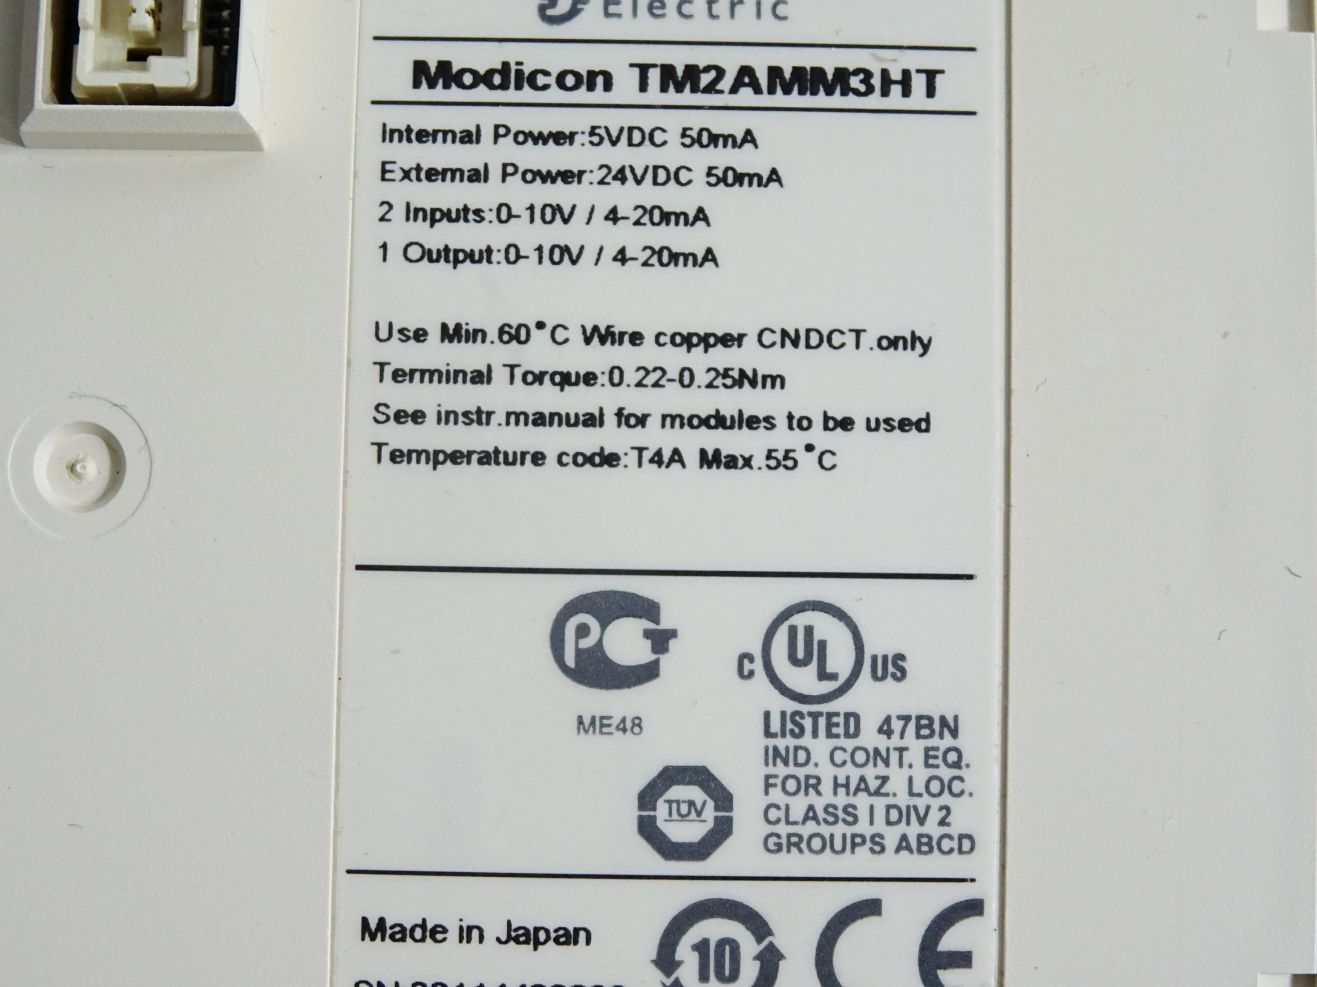 Electric
Modicon TM2AMM3HT
Internal Power:5VDC 50mA
External Power:24VDC 50mA
2 Inputs:0-10V / 4-20mA
1 Output:0-10V / 4-20mA
Use Min.60°C Wire copper CNDCT.only
Terminal Torque:0.22-0.25Nm
See instr.manual for modules to be used
Temperature code:T4A Max.55°C
PCT
ME48
C UL US
LISTED 47BN
IND. CONT. EQ.
FOR HAZ. LOC.
CLASS I DIV 2
GROUPS ABCD
TÜV
Made in Japan
10
CE